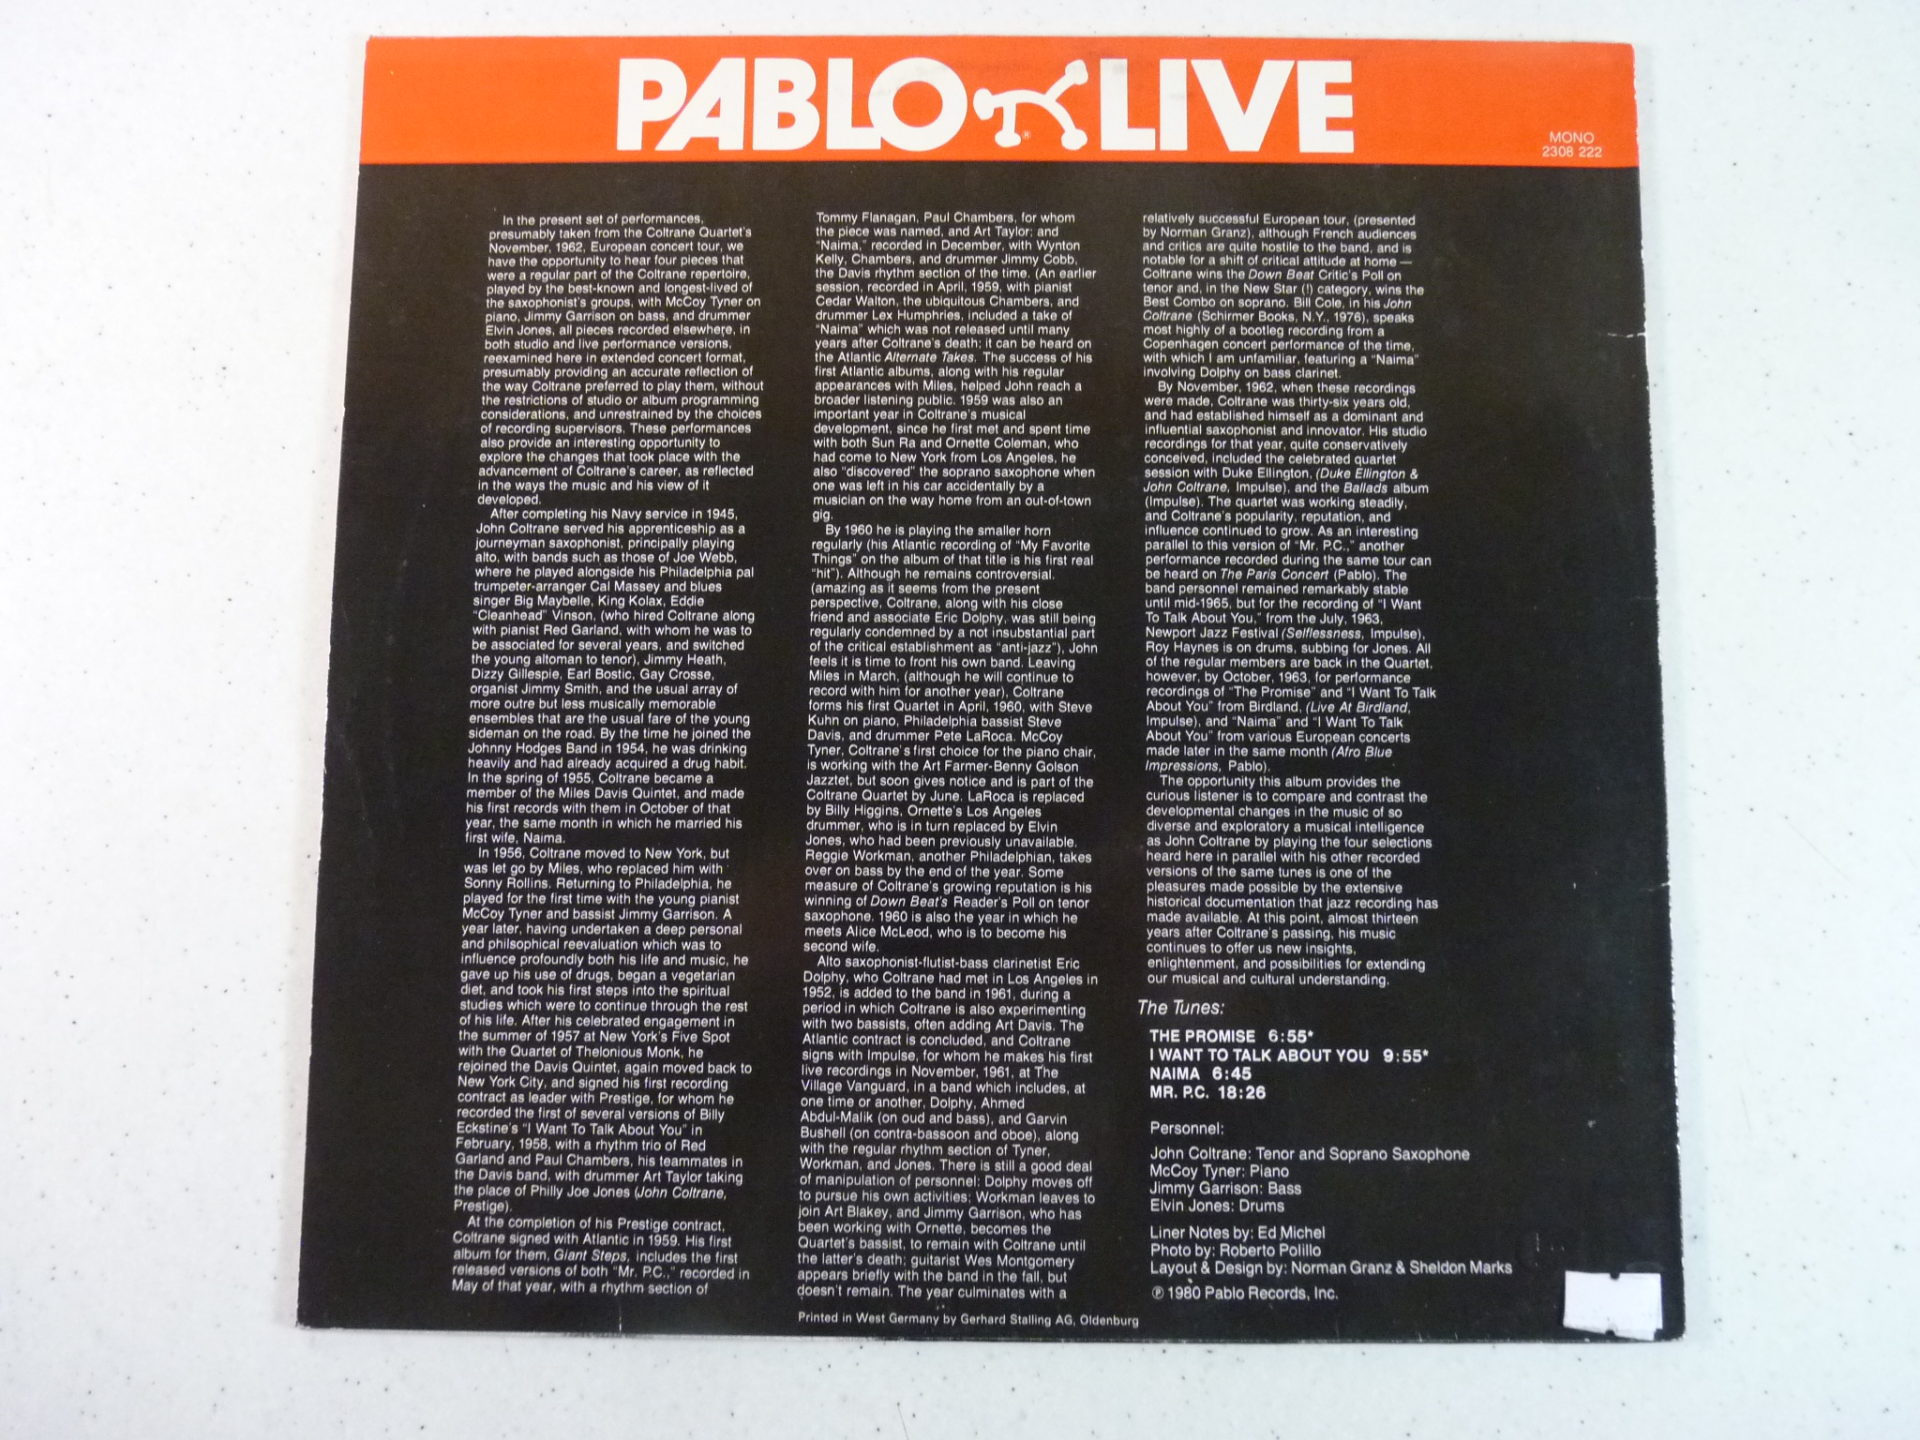 PABLO LIVE
®
MONO
2308 222
In the present set of performances,
presumably taken from the Coltrane Quartet's
November, 1962, European concert tour, we
have the opportunity to hear four pieces that
were a regular part of the Coltrane repertoire,
played by the best-known and longest-lived of
the saxophonist's groups, with McCoy Tyner on
piano, Jimmy Garrison on bass, and drummer
Elvin Jones, all pieces recorded elsewhere, in
both studio and live performance versions,
reexamined here in extended concert format,
presumably providing an accurate reflection of
the way Coltrane preferred to play them, without
the restrictions of studio or album programming
considerations, and unrestrained by the choices
of recording supervisors. These performances
also provide an interesting opportunity to
explore the changes that took place with the
advancement of Coltrane's career, as reflected
in the ways the music and his view of it
developed.
After completing his Navy service in 1945,
John Coltrane served his apprenticeship as a
journeyman saxophonist, principally playing
alto, with bands such as those of Joe Webb,
where he played alongside his Philadelphia pal
trumpeter-arranger Cal Massey and blues
singer Big Maybelle, King Kolax, Eddie
"Cleanhead" Vinson, (who hired Coltrane along
with pianist Red Garland, with whom he was to
be associated for several years, and switched
the young altoman to tenor), Jimmy Heath,
Dizzy Gillespie, Earl Bostic, Gay Crosse,
organist Jimmy Smith, and the usual array of
more outre but less musically memorable
ensembles that are the usual fare of the young
sideman on the road. By the time he joined the
Johnny Hodges Band in 1954, he was drinking
heavily and had already acquired a drug habit.
In the spring of 1955, Coltrane became a
member of the Miles Davis Quintet, and made
his first records with them in October of that
year, the same month in which he married his
first wife, Naima.
In 1956, Coltrane moved to New York, but
was let go by Miles, who replaced him with
Sonny Rollins. Returning to Philadelphia, he
played for the first time with the young pianist
McCoy Tyner and bassist Jimmy Garrison. A
year later, having undertaken a deep personal
and philsophical reevaluation which was to
influence profoundly both his life and music, he
gave up his use of drugs, began a vegetarian
diet, and took his first steps into the spiritual
studies which were to continue through the rest
of his life. After his celebrated engagement in
the summer of 1957 at New York's Five Spot
with the Quartet of Thelonious Monk, he
rejoined the Davis Quintet, again moved back to
New York City, and signed his first recording
contract as leader with Prestige, for whom he
recorded the first of several versions of Billy
Eckstine's "I Want To Talk About You" in
February, 1958, with a rhythm trio of Red
Garland and Paul Chambers, his teammates in
the Davis band, with drummer Art Taylor taking
the place of Philly Joe Jones (John Coltrane,
Prestige).
At the completion of his Prestige contract,
Coltrane signed with Atlantic in 1959. His first
album for them, Giant Steps, includes the first
released versions of both "Mr. P.C.," recorded in
May of that year, with a rhythm section of
Tommy Flanagan, Paul Chambers, for whom
the piece was named, and Art Taylor; and
"Naima," recorded in December, with Wynton
Kelly, Chambers, and drummer Jimmy Cobb,
the Davis rhythm section of the time. (An earlier
session, recorded in April, 1959, with pianist
Cedar Walton, the ubiquitous Chambers, and
drummer Lex Humphries, included a take of
"Naima" which was not released until many
years after Coltrane's death; it can be heard on
the Atlantic Alternate Takes. The success of his
first Atlantic albums, along with his regular
appearances with Miles, helped John reach a
broader listening public. 1959 was also an
important year in Coltrane's musical
development, since he first met and spent time
with both Sun Ra and Ornette Coleman, who
had come to New York from Los Angeles, he
also "discovered" the soprano saxophone when
one was left in his car accidentally by a
musician on the way home from an out-of-town
gig.
By 1960 he is playing the smaller horn
regularly (his Atlantic recording of "My Favorite
Things" on the album of that title is his first real
"hit"). Although he remains controversial.
(amazing as it seems from the present
perspective, Coltrane, along with his close
friend and associate Eric Dolphy, was still being
regularly condemned by a not insubstantial part
of the critical establishment as "anti-jazz"), John
feels it is time to front his own band. Leaving
Miles in March, (although he will continue to
record with him for another year), Coltrane
forms his first Quartet in April, 1960, with Steve
Kuhn on piano, Philadelphia bassist Steve
Davis, and drummer Pete LaRoca. McCoy
Tyner, Coltrane's first choice for the piano chair,
is working with the Art Farmer-Benny Golson
Jazztet, but soon gives notice and is part of the
Coltrane Quartet by June. LaRoca is replaced
by Billy Higgins, Ornette's Los Angeles
drummer, who is in turn replaced by Elvin
Jones, who had been previously unavailable.
Reggie Workman, another Philadelphian, takes
over on bass by the end of the year. Some
measure of Coltrane's growing reputation is his
winning of Down Beat's Reader's Poll on tenor
saxophone. 1960 is also the year in which he
meets Alice McLeod, who is to become his
second wife.
Alto saxophonist-flutist-bass clarinetist Eric
Dolphy, who Coltrane had met in Los Angeles in
1952, is added to the band in 1961, during a
period in which Coltrane is also experimenting
with two bassists, often adding Art Davis. The
Atlantic contract is concluded, and Coltrane
signs with Impulse, for whom he makes his first
live recordings in November, 1961, at The
Village Vanguard, in a band which includes, at
one time or another, Dolphy, Ahmed
Abdul-Malik (on oud and bass), and Garvin
Bushell (on contra-bassoon and oboe), along
with the regular rhythm section of Tyner,
Workman, and Jones. There is still a good deal
of manipulation of personnel: Dolphy moves off
to pursue his own activities; Workman leaves to
join Art Blakey, and Jimmy Garrison, who has
been working with Ornette, becomes the
Quartet's bassist, to remain with Coltrane until
the latter's death; guitarist Wes Montgomery
appears briefly with the band in the fall, but
doesn't remain. The year culminates with a
relatively successful European tour, (presented
by Norman Granz), although French audiences
and critics are quite hostile to the band, and is
notable for a shift of critical attitude at home —
Coltrane wins the Down Beat Critic's Poll on
tenor and, in the New Star (!) category, wins the
Best Combo on soprano. Bill Cole, in his John
Coltrane (Schirmer Books, N.Y., 1976), speaks
most highly of a bootleg recording from a
Copenhagen concert performance of the time,
with which I am unfamiliar, featuring a "Naima"
involving Dolphy on bass clarinet.
By November, 1962, when these recordings
were made, Coltrane was thirty-six years old,
and had established himself as a dominant and
influential saxophonist and innovator. His studio
recordings for that year, quite conservatively
conceived, included the celebrated quartet
session with Duke Ellington, (Duke Ellington &
John Coltrane, Impulse), and the Ballads album
(Impulse). The quartet was working steadily,
and Coltrane's popularity, reputation, and
influence continued to grow. As an interesting
parallel to this version of "Mr. P.C.," another
performance recorded during the same tour can
be heard on The Paris Concert (Pablo). The
band personnel remained remarkably stable
until mid-1965, but for the recording of "I Want
To Talk About You," from the July, 1963,
Newport Jazz Festival (Selflessness, Impulse),
Roy Haynes is on drums, subbing for Jones. All
of the regular members are back in the Quartet,
however, by October, 1963, for performance
recordings of "The Promise" and "I Want To Talk
About You" from Birdland, (Live At Birdland,
Impulse), and "Naima" and "I Want To Talk
About You" from various European concerts
made later in the same month (Afro Blue
Impressions, Pablo).
The opportunity this album provides the
curious listener is to compare and contrast the
developmental changes in the music of so
diverse and exploratory a musical intelligence
as John Coltrane by playing the four selections
heard here in parallel with his other recorded
versions of the same tunes is one of the
pleasures made possible by the extensive
historical documentation that jazz recording has
made available. At this point, almost thirteen
years after Coltrane's passing, his music
continues to offer us new insights,
enlightenment, and possibilities for extending
our musical and cultural understanding.
The Tunes:
THE PROMISE 6:55*
I WANT TO TALK ABOUT YOU 9:55*
NAIMA 6:45
MR. P.C. 18:26
Personnel:
John Coltrane: Tenor and Soprano Saxophone
McCoy Tyner: Piano
Jimmy Garrison: Bass
Elvin Jones: Drums
Liner Notes by: Ed Michel
Photo by: Roberto Polillo
Layout & Design by: Norman Granz & Sheldon Marks
℗ 1980 Pablo Records, Inc.
Printed in West Germany by Gerhard Stalling AG, Oldenburg